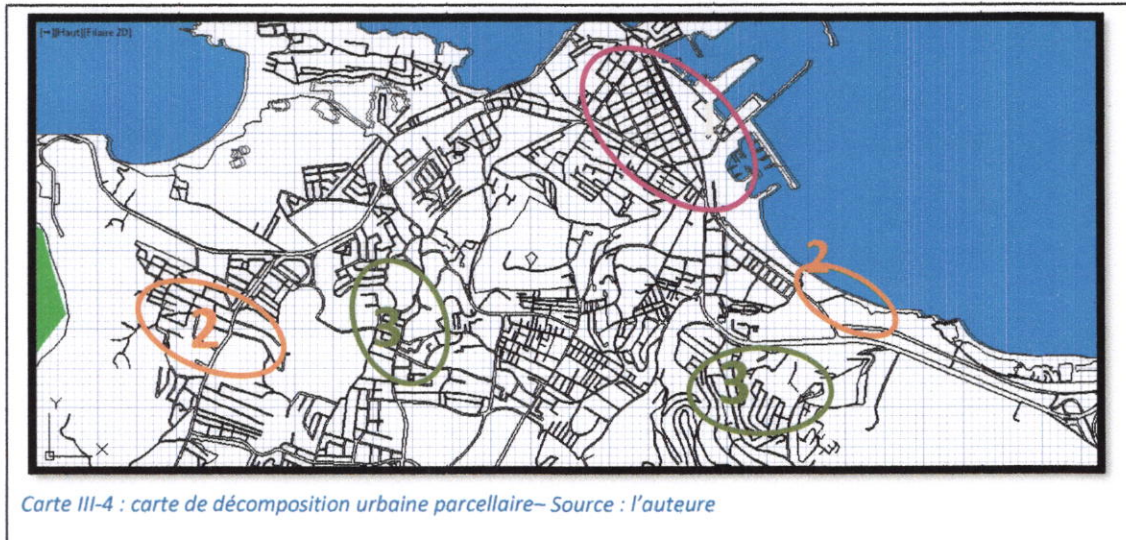 [−][Haut][Filaire 2D]
2
2
3
3
Y
X
Carte III-4 : carte de décomposition urbaine parcellaire– Source : l'auteure